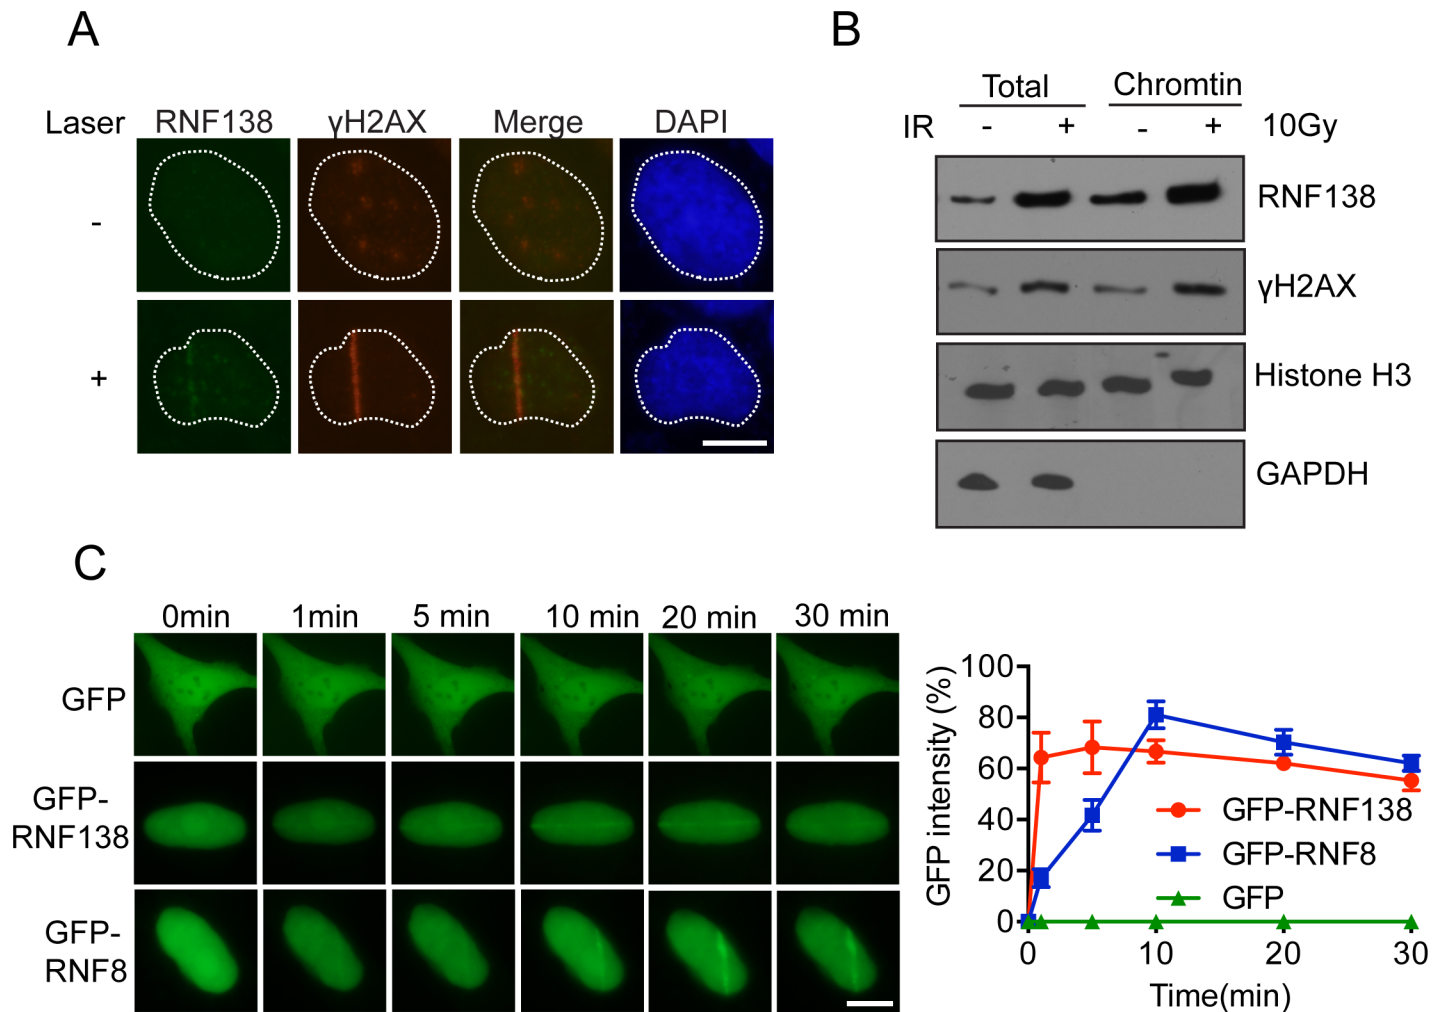 A
Laser RNF138 γH2AX Merge DAPI
-
+
B
Total Chromtin
IR - + - + 10Gy
RNF138
γH2AX
Histone H3
GAPDH
C
0min 1min 5 min 10 min 20 min 30 min
GFP
GFP-
RNF138
GFP-
RNF8
GFP intensity (%)
100
80
60
40
20
0
GFP-RNF138
GFP-RNF8
GFP
0 10 20 30
Time(min)